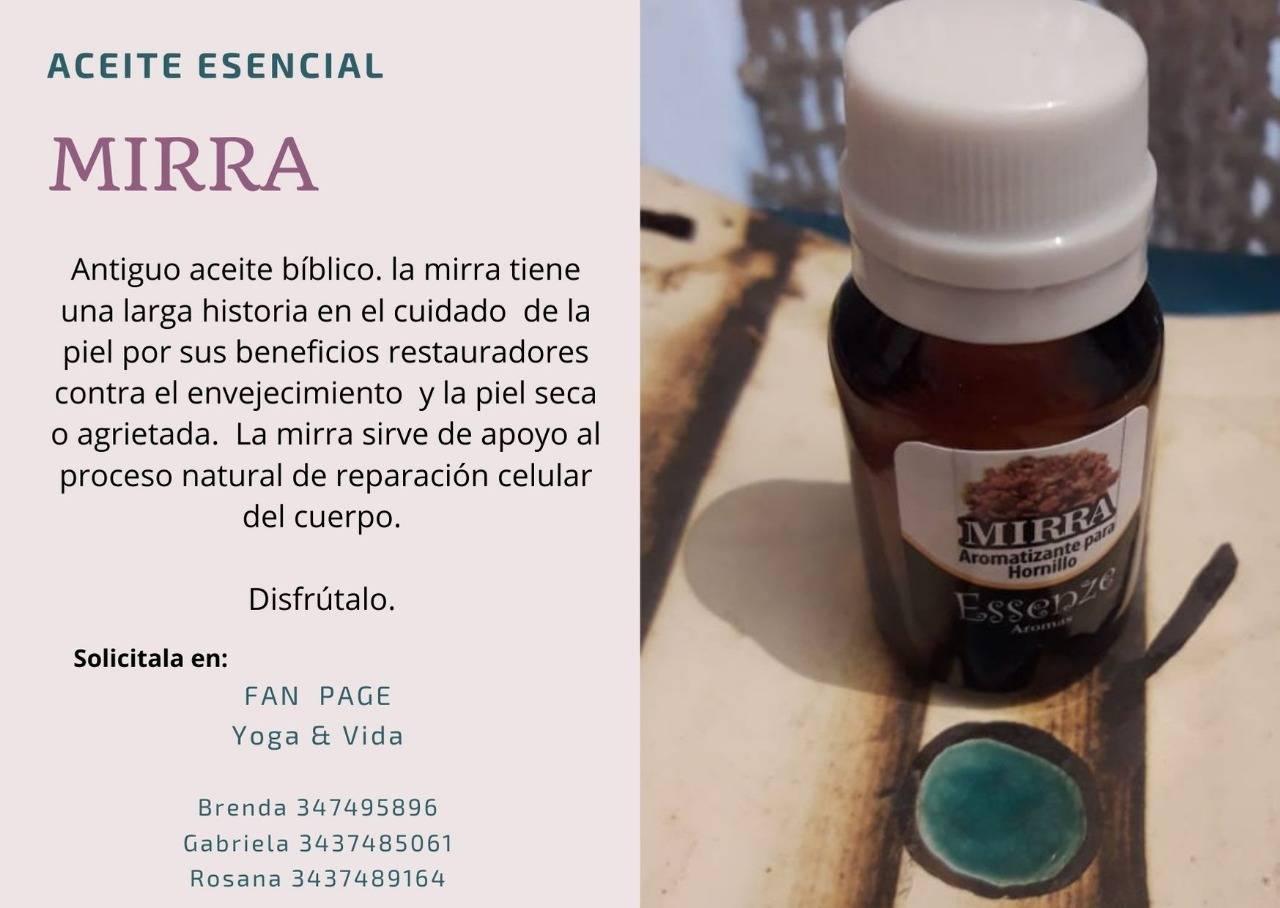 ACEITE ESENCIAL
MIRRA
Antiguo aceite bíblico. la mirra tiene
una larga historia en el cuidado  de la
piel por sus beneficios restauradores
contra el envejecimiento  y la piel seca
o agrietada.  La mirra sirve de apoyo al
proceso natural de reparación celular
del cuerpo.
Disfrútalo.
Solicitala en:
FAN  PAGE
Yoga & Vida
Brenda 347495896
Gabriela 3437485061
Rosana 3437489164
MIRRA
Aromatizante para
Hornillo
Essenze
Aromas